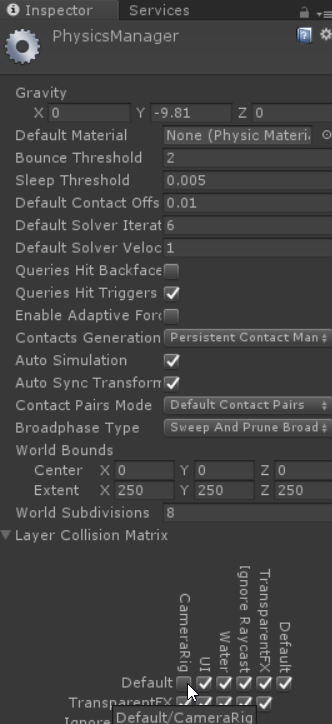 Inspector Services
PhysicsManager
Gravity
X 0 Y -9.81 Z 0
Default Material None (Physic Materi
Bounce Threshold 2
Sleep Threshold 0.005
Default Contact Offs 0.01
Default Solver Iterat 6
Default Solver Veloc 1
Queries Hit Backface
Queries Hit Triggers
Enable Adaptive Forc
Contacts Generation Persistent Contact Man
Auto Simulation
Auto Sync Transform
Contact Pairs Mode Default Contact Pairs
Broadphase Type Sweep And Prune Broad
World Bounds
Center X 0 Y 0 Z 0
Extent X 250 Y 250 Z 250
World Subdivisions 8
Layer Collision Matrix
CameraRig
UI
Water
Ignore Raycast
TransparentFX
Default
Default
TransparentFX
Ignore
Default/CameraRig